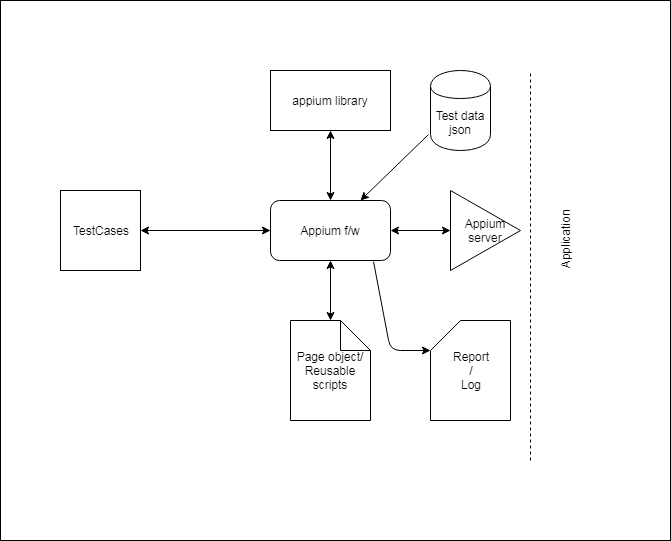 appium library
Test data
json
TestCases
Appium f/w
Appium
server
Application
Page object/
Reusable
scripts
Report
/
Log